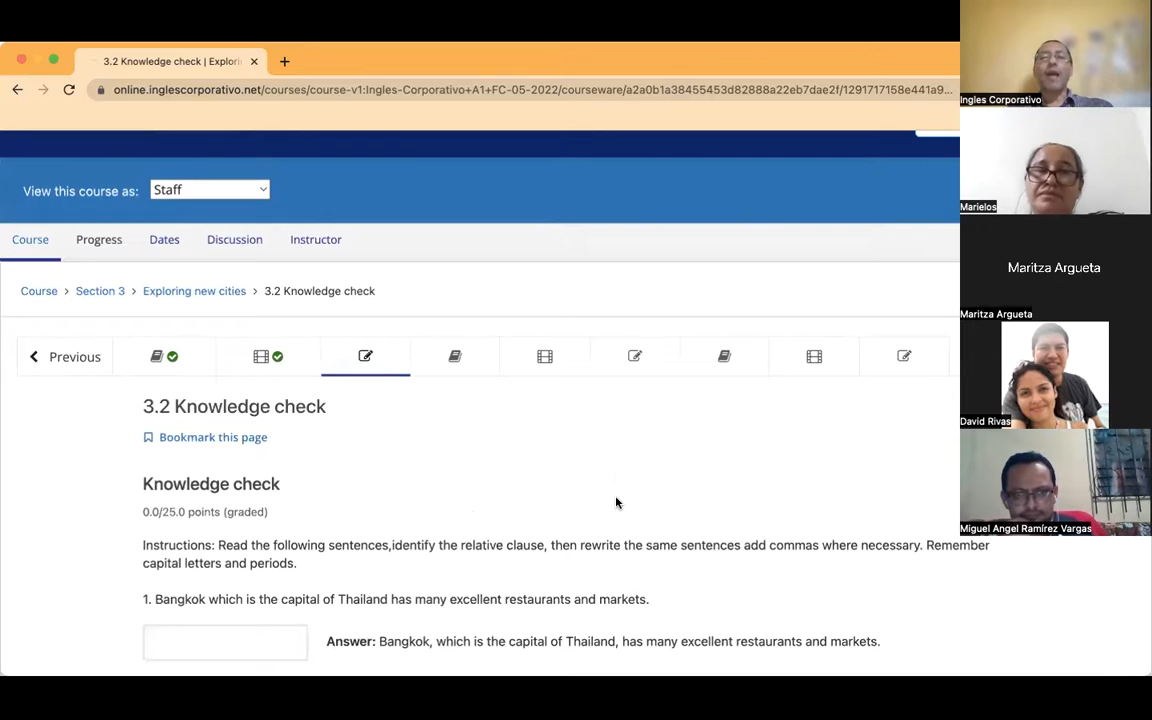 3.2 Knowledge check | Explori
online.inglescorporativo.net/courses/course-v1:Ingles-Corporativo+A1+FC-05-2022/courseware/a2a0b1a38455453d82888a22eb7dae2f/1291717158e441a9...
View this course as: Staff
Course Progress Dates Discussion Instructor
Course > Section 3 > Exploring new cities > 3.2 Knowledge check
Previous
3.2 Knowledge check
Bookmark this page
Knowledge check
0.0/25.0 points (graded)
Instructions: Read the following sentences,identify the relative clause, then rewrite the same sentences add commas where necessary. Remember
capital letters and periods.
1. Bangkok which is the capital of Thailand has many excellent restaurants and markets.
Answer: Bangkok, which is the capital of Thailand, has many excellent restaurants and markets.
Ingles Corporativo
Marielos
Maritza Argueta
Maritza Argueta
David Rivas
Miguel Angel Ramírez Vargas